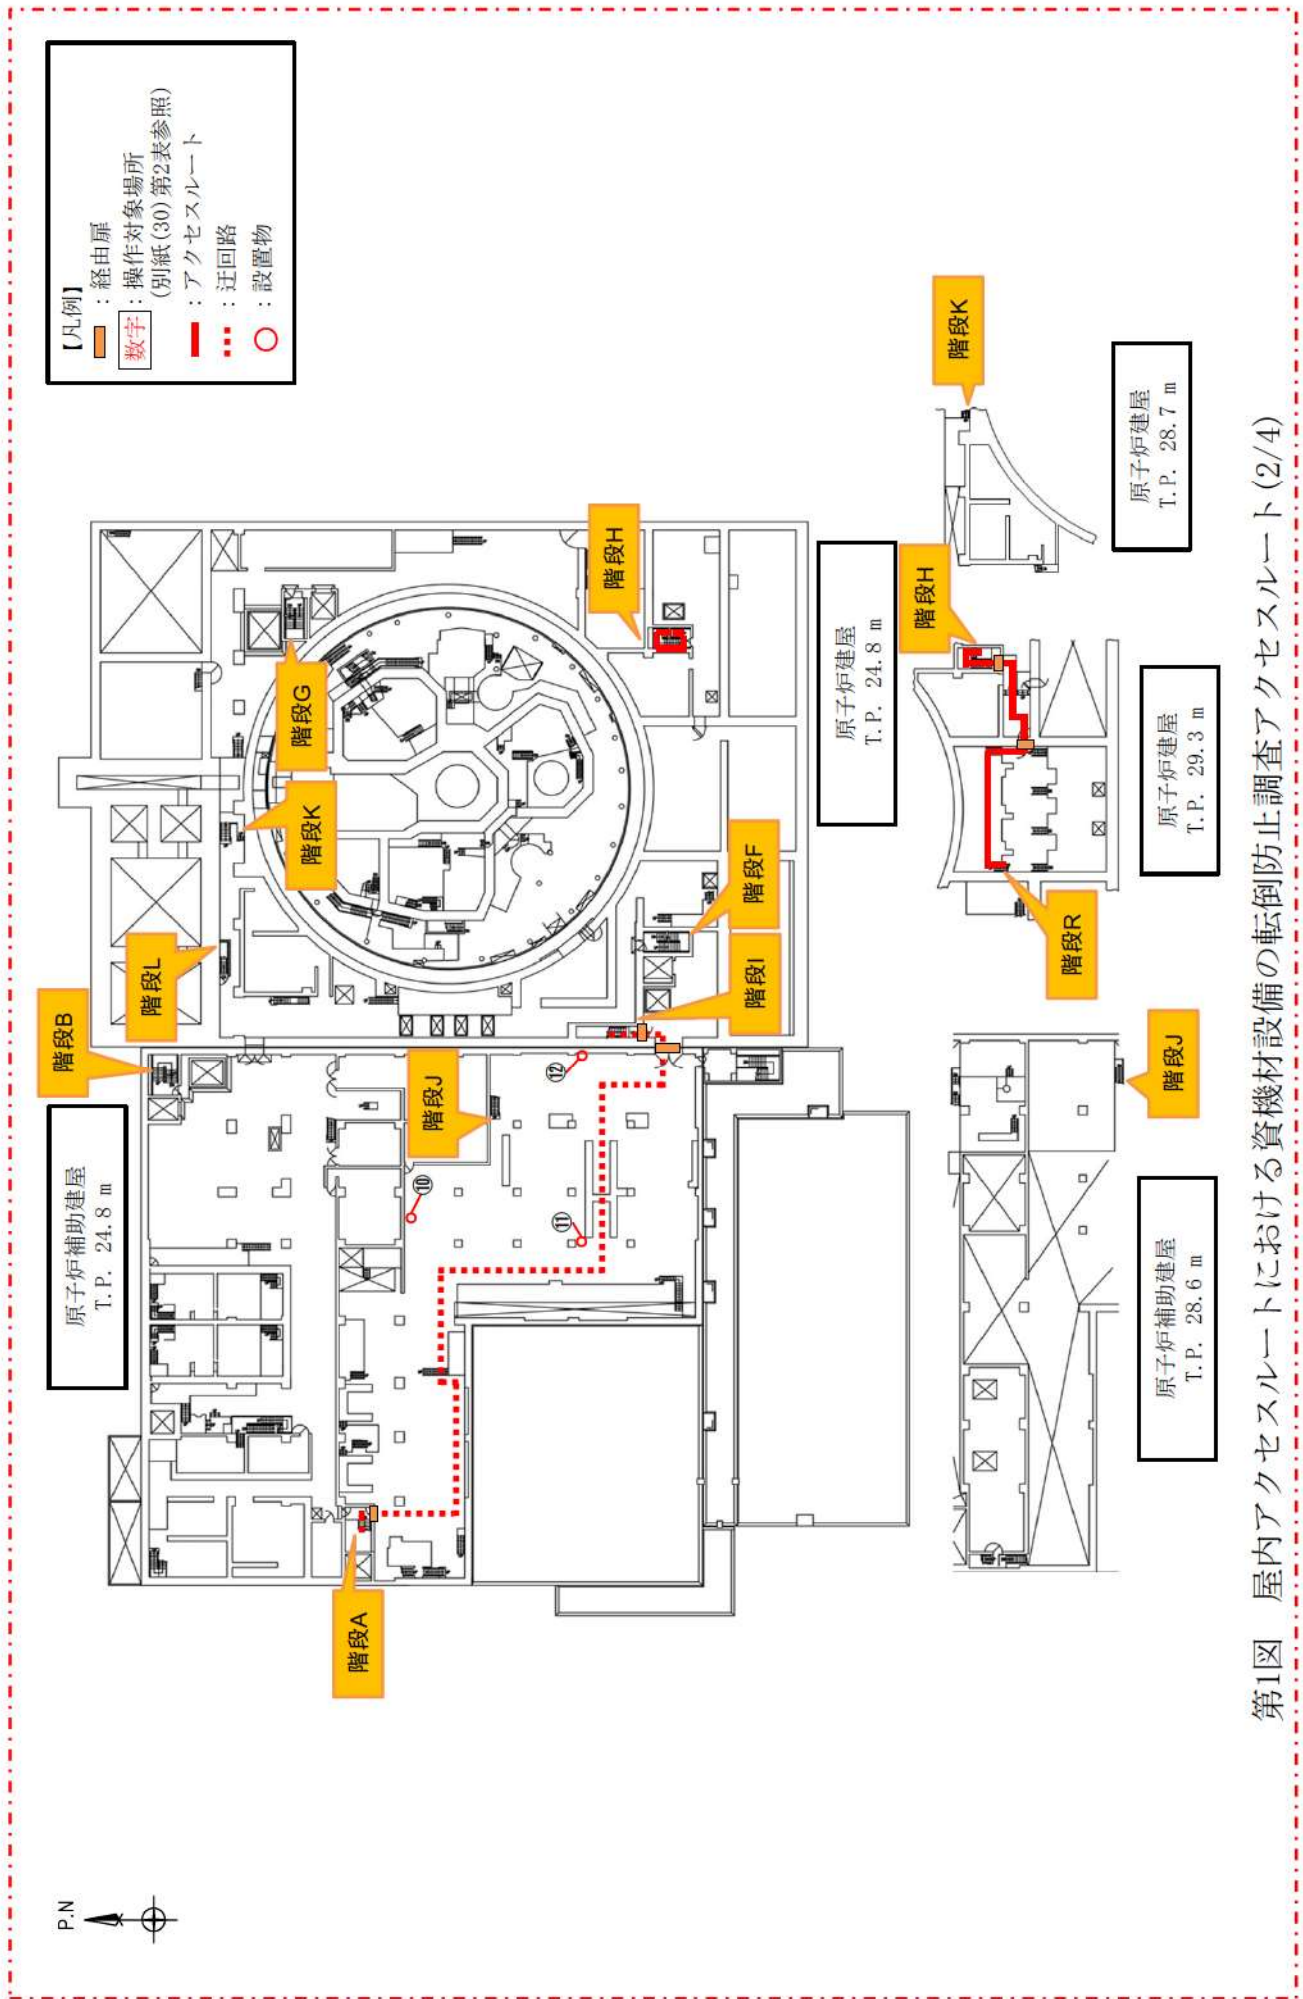 P.N
【凡例】
：経由扉
数字
：操作対象場所
(別紙(30)第2表参照)
：アクセスルート
：迂回路
：設置物
原子炉補助建屋
T.P. 24.8 m
階段B
階段L
階段K
階段G
階段A
階段J
⑩
⑪
⑫
階段I
階段F
階段H
原子炉建屋
T.P. 24.8 m
階段J
原子炉補助建屋
T.P. 28.6 m
階段R
階段H
原子炉建屋
T.P. 29.3 m
階段K
原子炉建屋
T.P. 28.7 m
第1図　屋内アクセスルートにおける資機材設備の転倒防止調査アクセスルート(2/4)